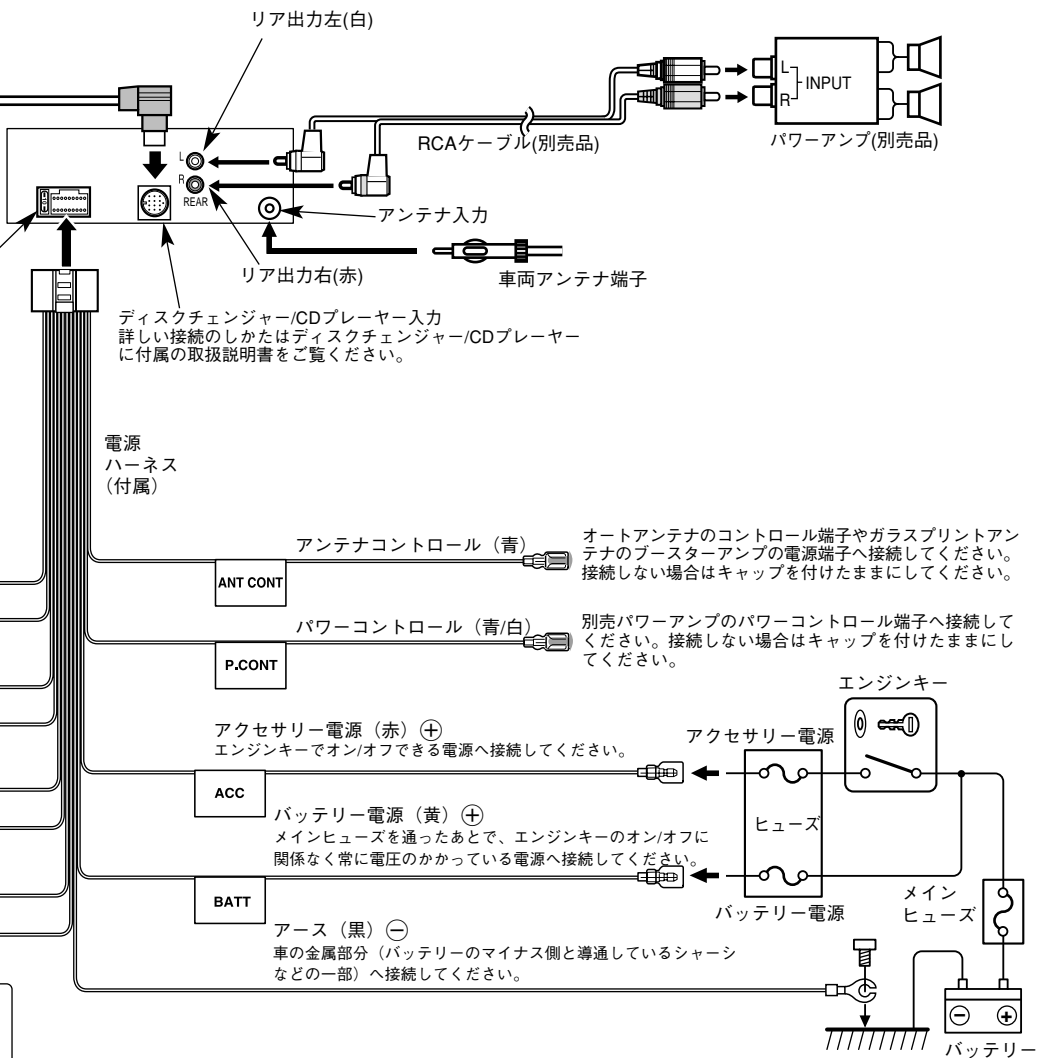 リア出力左(白)
L
R
INPUT
RCAケーブル(別売品)
パワーアンプ(別売品)
L
R
REAR
アンテナ入力
リア出力右(赤)
車両アンテナ端子
ディスクチェンジャー/CDプレーヤー入力
詳しい接続のしかたはディスクチェンジャー/CDプレーヤー
に付属の取扱説明書をご覧ください。
電源
ハーネス
(付属)
アンテナコントロール（青）
ANT CONT
オートアンテナのコントロール端子やガラスプリントアン
テナのブースターアンプの電源端子へ接続してください。
接続しない場合はキャップを付けたままにしてください。
パワーコントロール（青/白）
P.CONT
別売パワーアンプのパワーコントロール端子へ接続して
ください。接続しない場合はキャップを付けたままにし
てください。
エンジンキー
アクセサリー電源（赤）⊕
エンジンキーでオン/オフできる電源へ接続してください。
アクセサリー電源
ACC
ヒューズ
バッテリー電源（黄）⊕
メインヒューズを通ったあとで、エンジンキーのオン/オフに
関係なく常に電圧のかかっている電源へ接続してください。
BATT
バッテリー電源
メイン
ヒューズ
アース（黒）⊖
車の金属部分（バッテリーのマイナス側と導通しているシャーシ
などの一部）へ接続してください。
⊖ ⊕
バッテリー